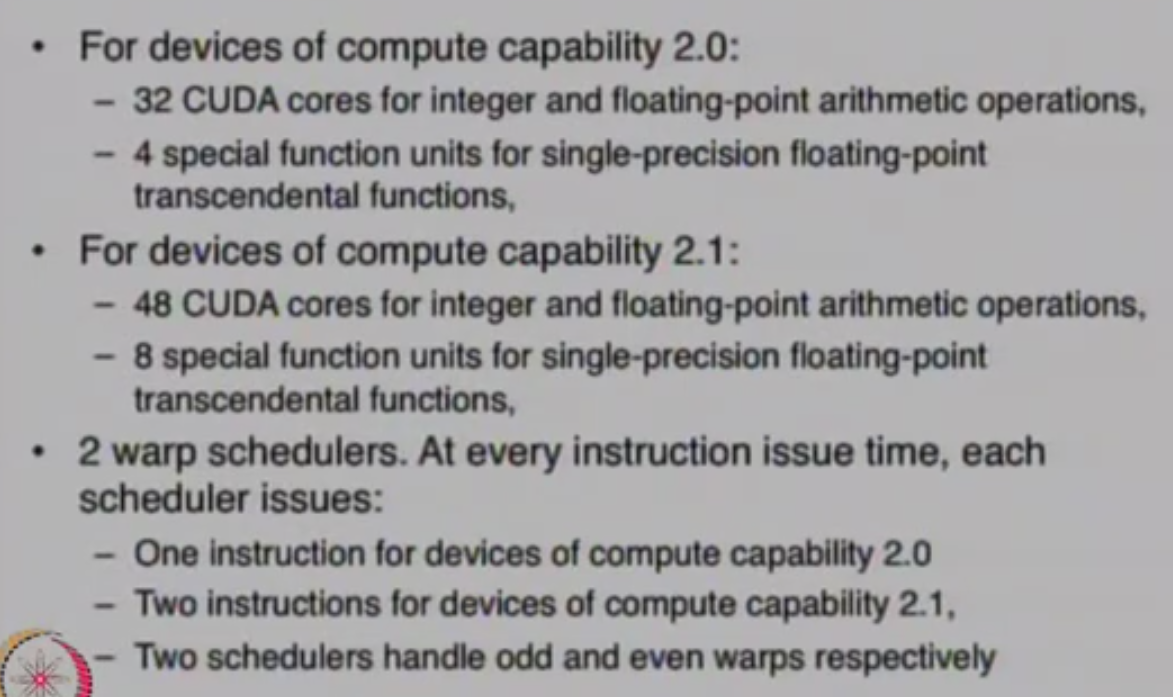 • For devices of compute capability 2.0:
– 32 CUDA cores for integer and floating-point arithmetic operations,
– 4 special function units for single-precision floating-point
transcendental functions,
• For devices of compute capability 2.1:
– 48 CUDA cores for integer and floating-point arithmetic operations,
– 8 special function units for single-precision floating-point
transcendental functions,
• 2 warp schedulers. At every instruction issue time, each
scheduler issues:
– One instruction for devices of compute capability 2.0
– Two instructions for devices of compute capability 2.1,
– Two schedulers handle odd and even warps respectively